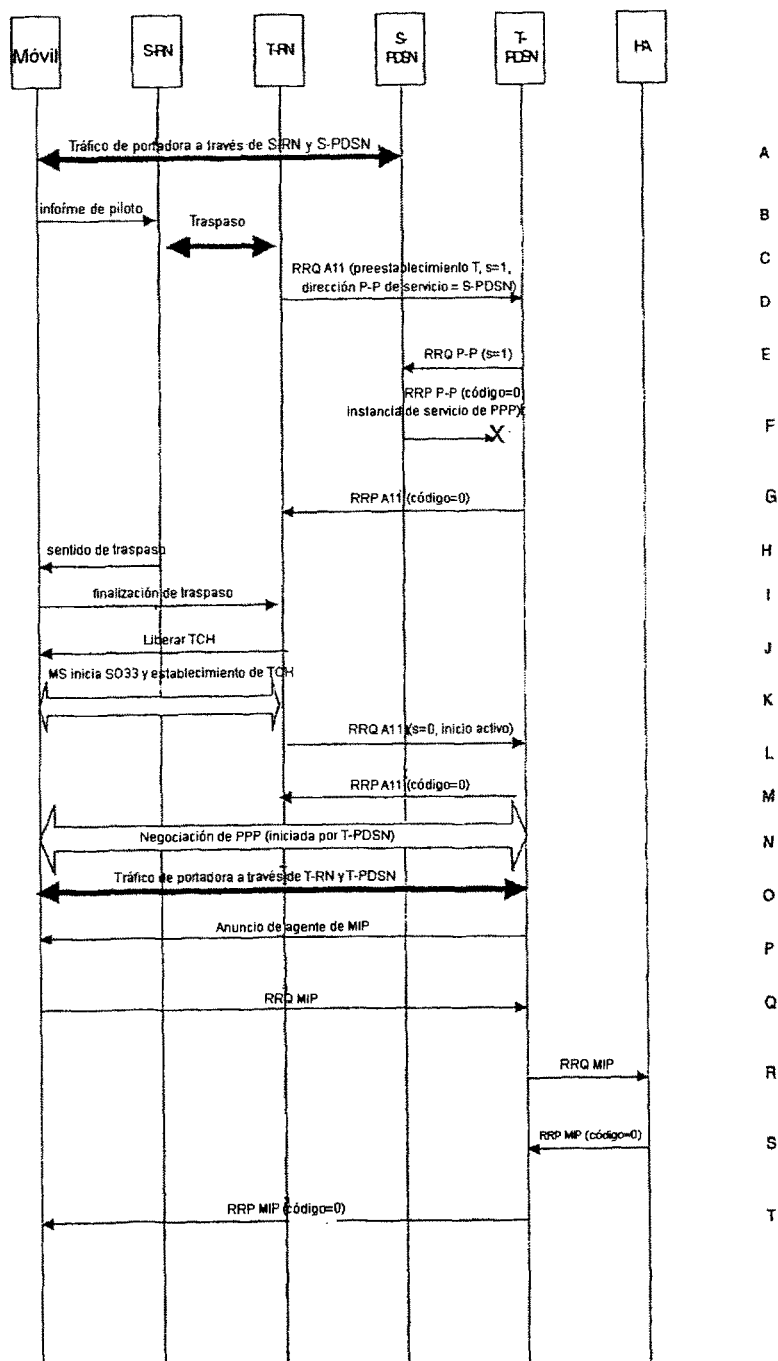 Móvil
S-RN
T-RN
S-
PDSN
T-
PDSN
HA
Tráfico de portadora a través de S-RN y S-PDSN
A
informe de piloto
B
Traspaso
C
RRQ A11 (preestablecimiento T, s=1,
dirección P-P de servicio = S-PDSN)
D
RRQ P-P (s=1)
E
RRP P-P (código=0
instancia de servicio de PPP)
X
F
RRP A11 (código=0)
G
sentido de traspaso
H
finalización de traspaso
I
Liberar TCH
J
MS inicia SO33 y establecimiento de TCH
K
RRQ A11 (s=0, inicio activo)
L
RRP A11 (código=0)
M
Negociación de PPP (iniciada por T-PDSN)
N
Tráfico de portadora a través de T-RN y T-PDSN
O
Anuncio de agente de MIP
P
RRQ MIP
Q
RRQ MIP
R
RRP MIP (código=0)
S
RRP MIP (código=0)
T